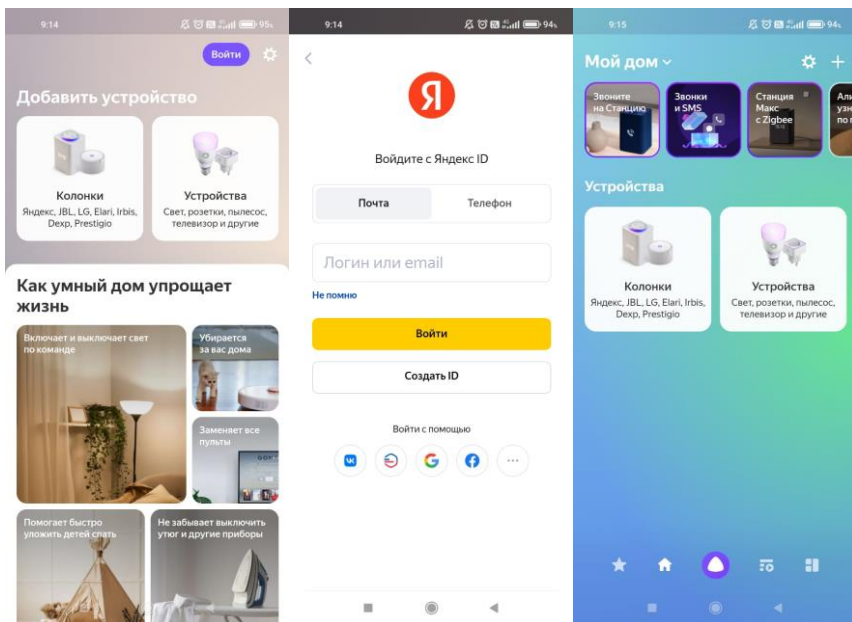 9:14
95%
Войти
Добавить устройство
Колонки
Яндекс, JBL, LG, Elari, Irbis,
Dexp, Prestigio
Устройства
Свет, розетки, пылесос,
телевизор и другие
Как умный дом упрощает
жизнь
Включает и выключает свет
по команде
Убирается
за вас дома
Заменяет все
пульты
Помогает быстро
уложить детей спать
Не забывает выключить
утюг и другие приборы
9:14
94%
Я
Войдите с Яндекс ID
Почта
Телефон
Логин или email
Не помню
Войти
Создать ID
Войти с помощью
9:15
94%
Мой дом
Звоните
на Станцию
Звонки
и SMS
Станция
Макс
с Zigbee
Али
узн
по г
Устройства
Колонки
Яндекс, JBL, LG, Elari, Irbis,
Dexp, Prestigio
Устройства
Свет, розетки, пылесос,
телевизор и другие